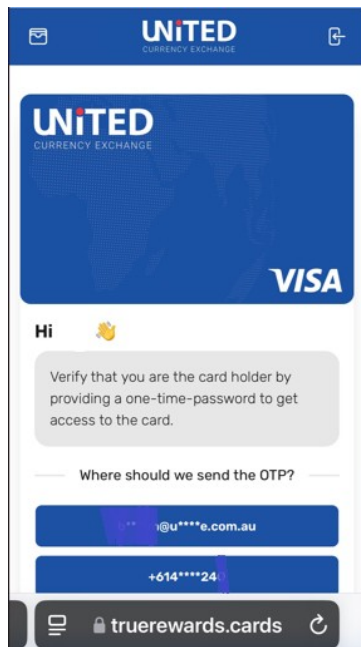 UNiTED
CURRENCY EXCHANGE
UNiTED
CURRENCY EXCHANGE
VISA
Hi 👋
Verify that you are the card holder by
providing a one-time-password to get
access to the card.
Where should we send the OTP?
@u****e.com.au
+614****24
truerewards.cards